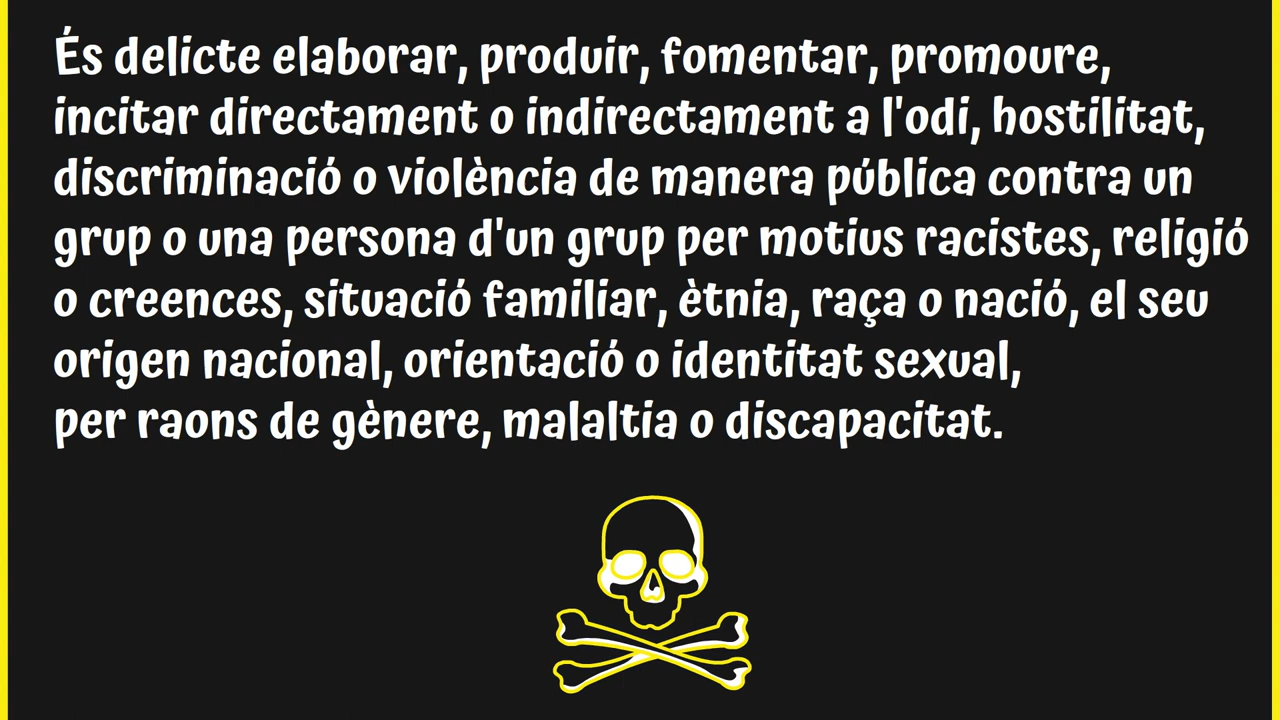 És delicte elaborar, produir, fomentar, promoure,
incitar directament o indirectament a l'odi, hostilitat,
discriminació o violència de manera pública contra un
grup o una persona d'un grup per motius racistes, religió
o creences, situació familiar, ètnia, raça o nació, el seu
origen nacional, orientació o identitat sexual,
per raons de gènere, malaltia o discapacitat.